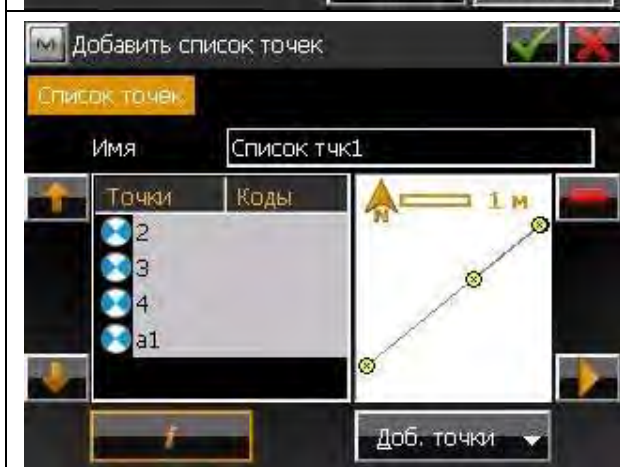 Добавить список точек
Список точек
Имя Список тчк1
Точки Коды
2
3
4
a1
N 1 м
i Доб. точки